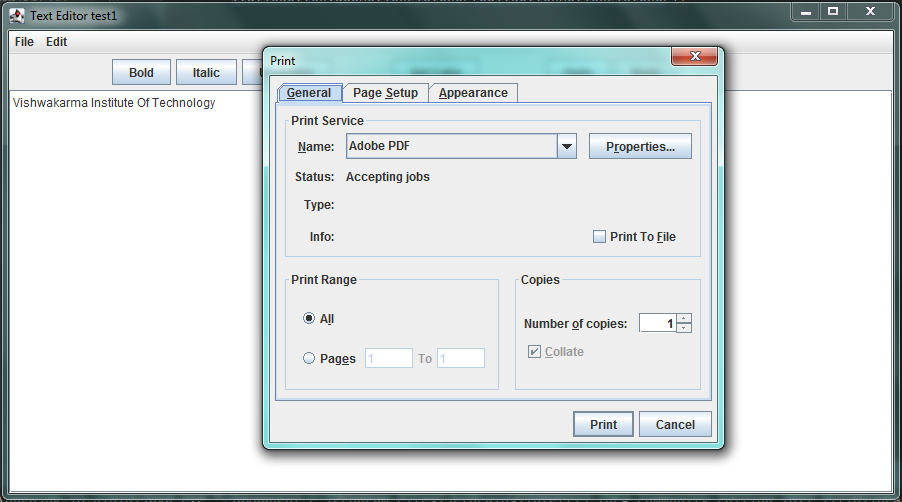 Text Editor test1
File Edit
Bold Italic
Vishwakarma Institute Of Technology
Print
General Page Setup Appearance
Print Service
Name: Adobe PDF Properties...
Status: Accepting jobs
Type:
Info: Print To File
Print Range
All
Pages 1 To 1
Copies
Number of copies: 1
Collate
Print Cancel